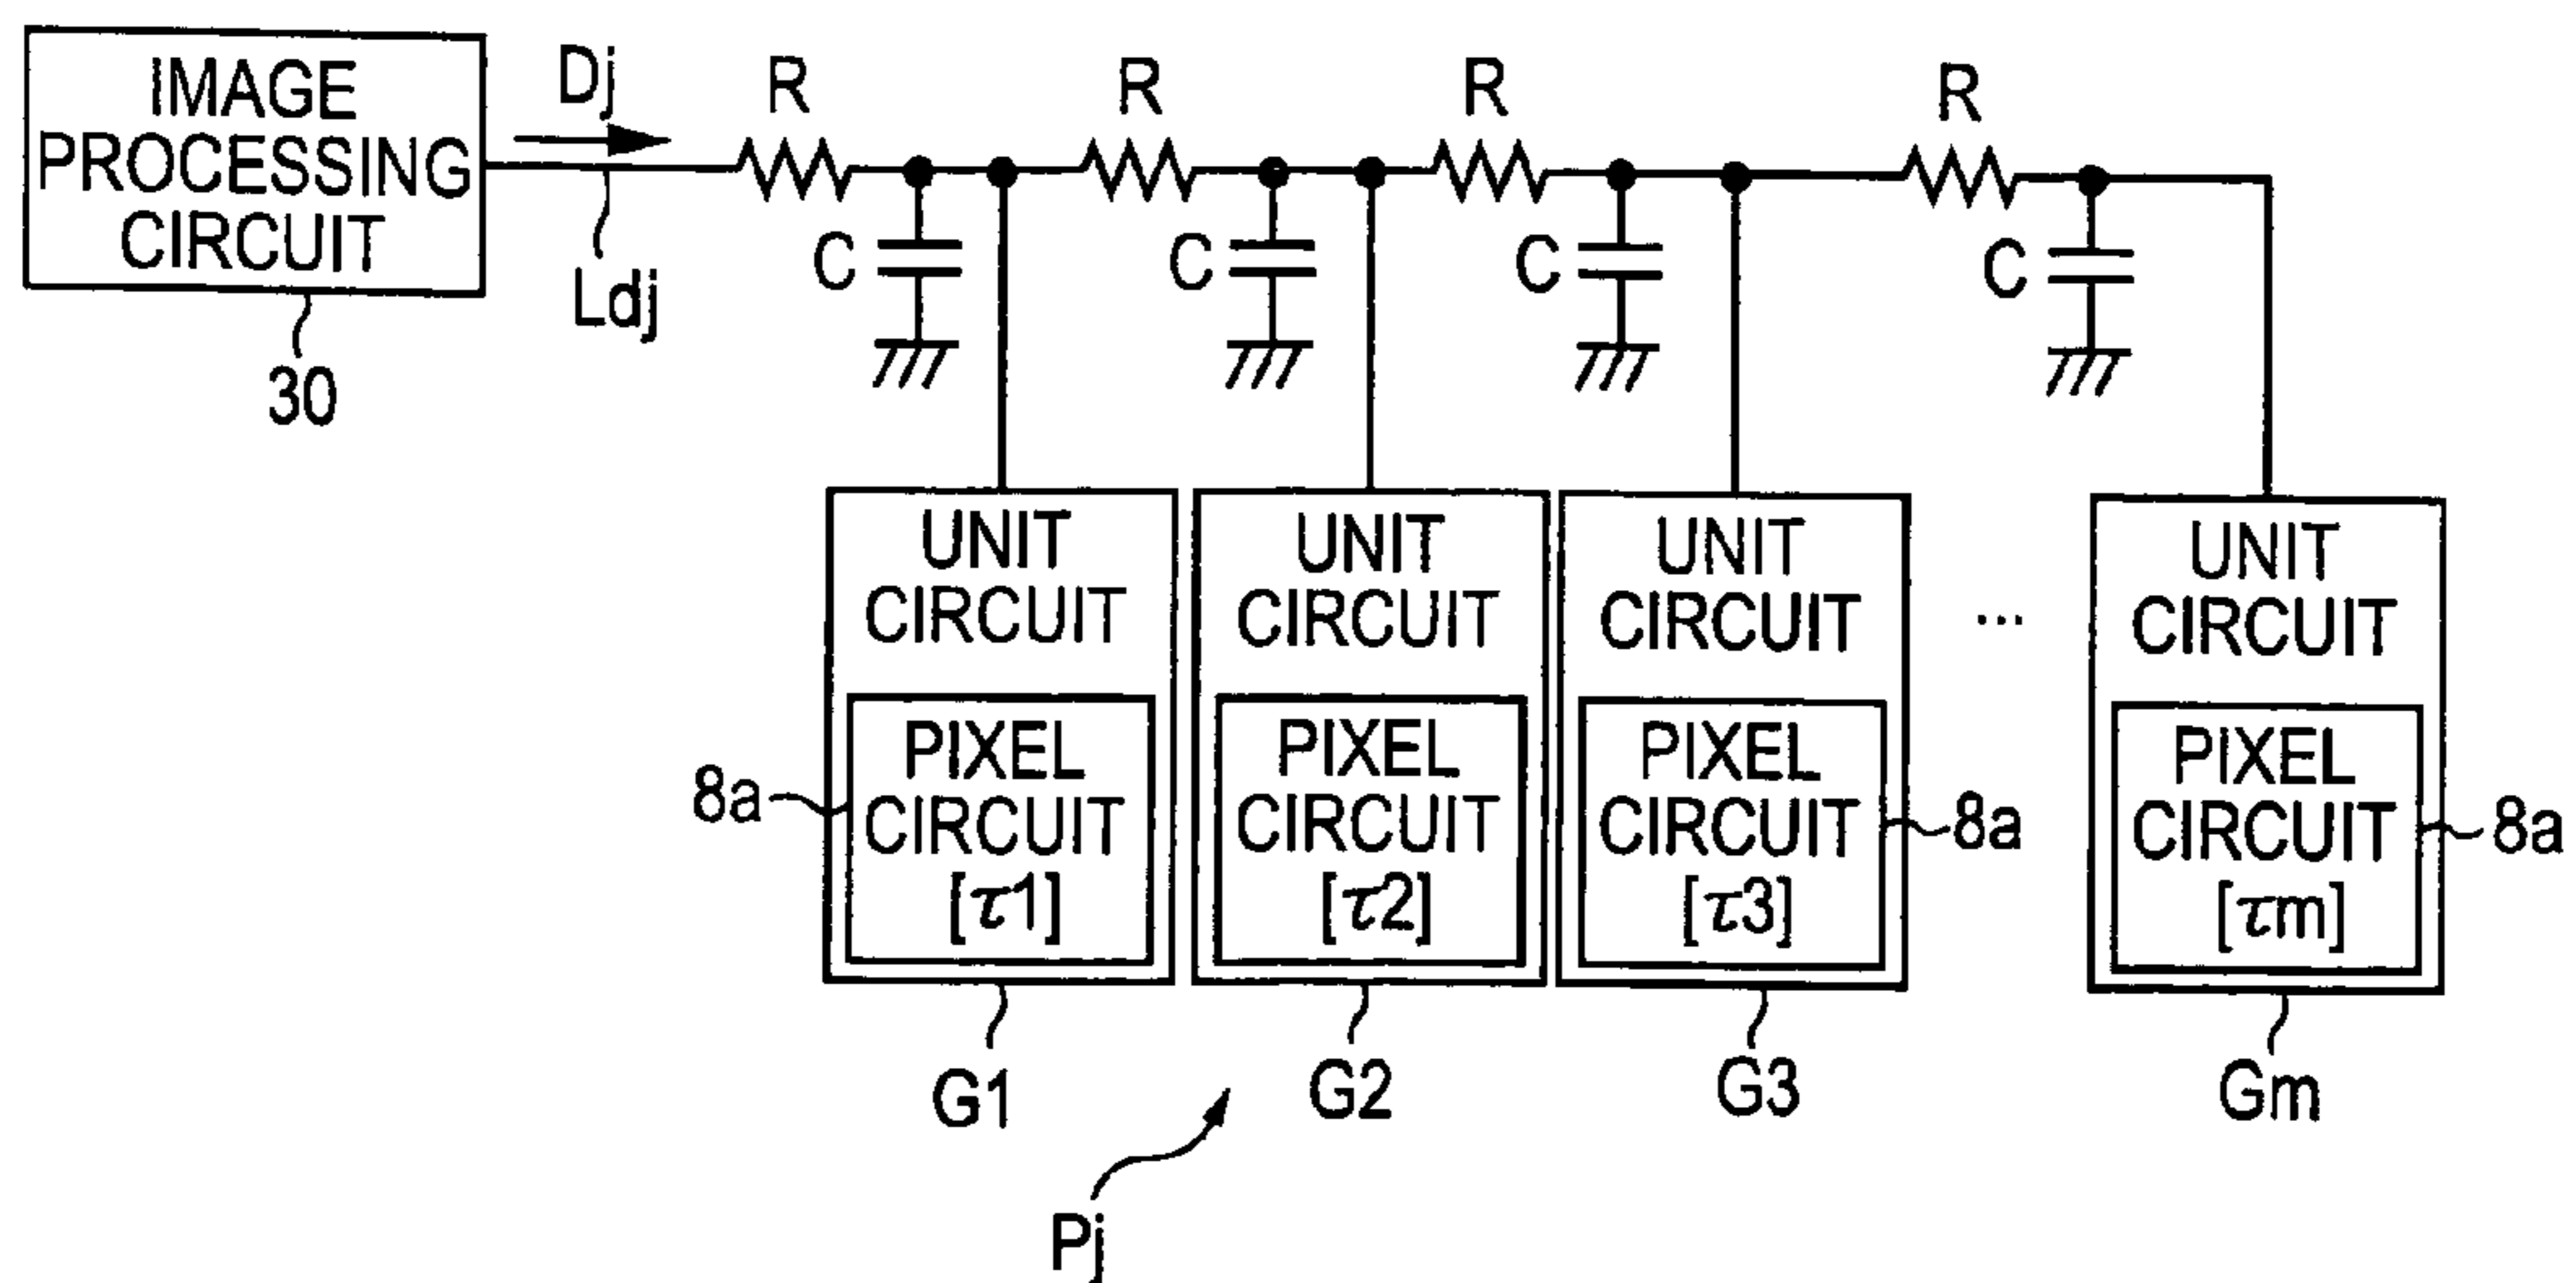 IMAGE
PROCESSING
CIRCUIT
30
Dj
Ldj
R
R
R
R
C
C
C
C
UNIT
CIRCUIT
PIXEL
CIRCUIT
[τ1]
8a
G1
UNIT
CIRCUIT
PIXEL
CIRCUIT
[τ2]
G2
UNIT
CIRCUIT
PIXEL
CIRCUIT
[τ3]
8a
G3
...
UNIT
CIRCUIT
PIXEL
CIRCUIT
[τm]
8a
Gm
Pj